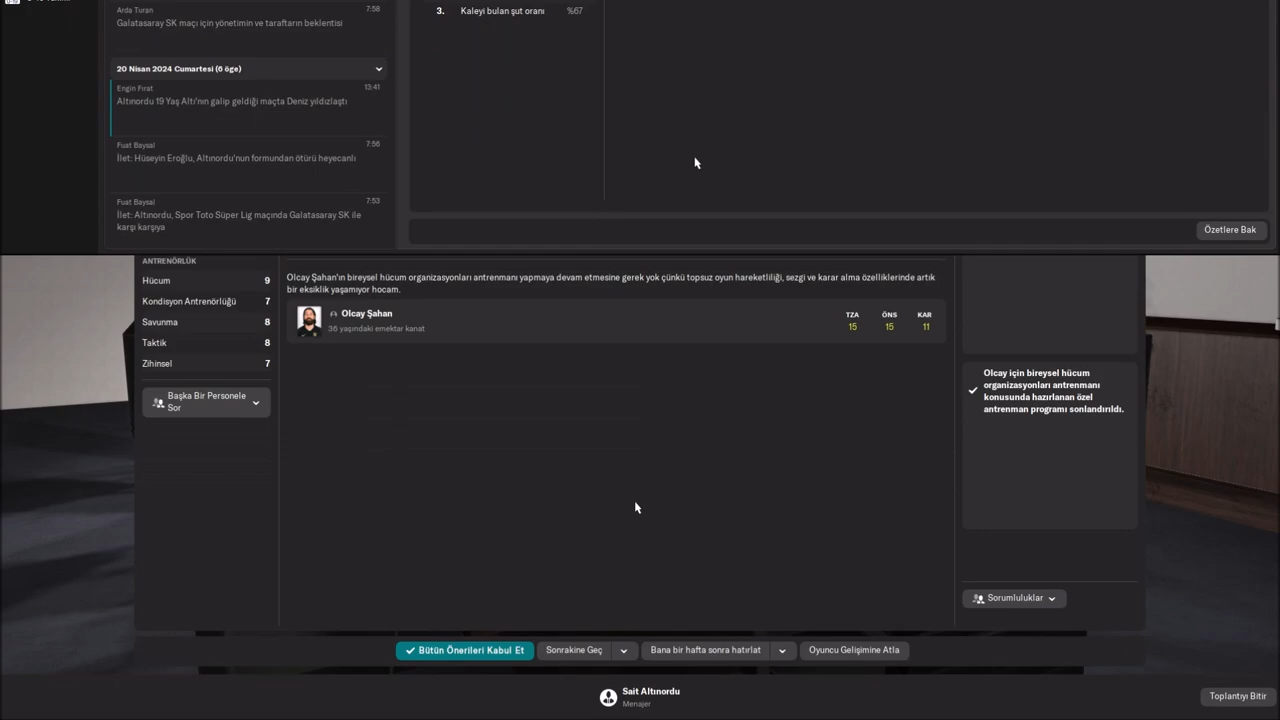 Arda Turan
7:58
Galatasaray SK maçı için yönetimin ve taraftarın beklentisi
3. Kaleyi bulan şut oranı %67
20 Nisan 2024 Cumartesi (6 öge)
Engin Fırat
13:41
Altınordu 19 Yaş Altı'nın galip geldiği maçta Deniz yıldızlaştı
Fuat Baysal
7:56
İlet: Hüseyin Eroğlu, Altınordu'nun formundan ötürü heyecanlı
Fuat Baysal
7:53
İlet: Altınordu, Spor Toto Süper Lig maçında Galatasaray SK ile
karşı karşıya
Özetlere Bak
ANTRENÖRLÜK
Hücum 9
Kondisyon Antrenörlüğü 7
Savunma 8
Taktik 8
Zihinsel 7
Başka Bir Personele
Sor
Olcay Şahan'ın bireysel hücum organizasyonları antrenmanı yapmaya devam etmesine gerek yok çünkü topsuz oyun hareketliliği, sezgi ve karar alma özelliklerinde artık
bir eksiklik yaşamıyor hocam.
Olcay Şahan
36 yaşındaki emektar kanat
TZA ÖNS KAR
15 15 11
Olcay için bireysel hücum
organizasyonları antrenmanı
konusunda hazırlanan özel
antrenman programı sonlandırıldı.
Sorumluluklar
Bütün Önerileri Kabul Et
Sonrakine Geç
Bana bir hafta sonra hatırlat
Oyuncu Gelişimine Atla
Sait Altınordu
Menajer
Toplantıyı Bitir